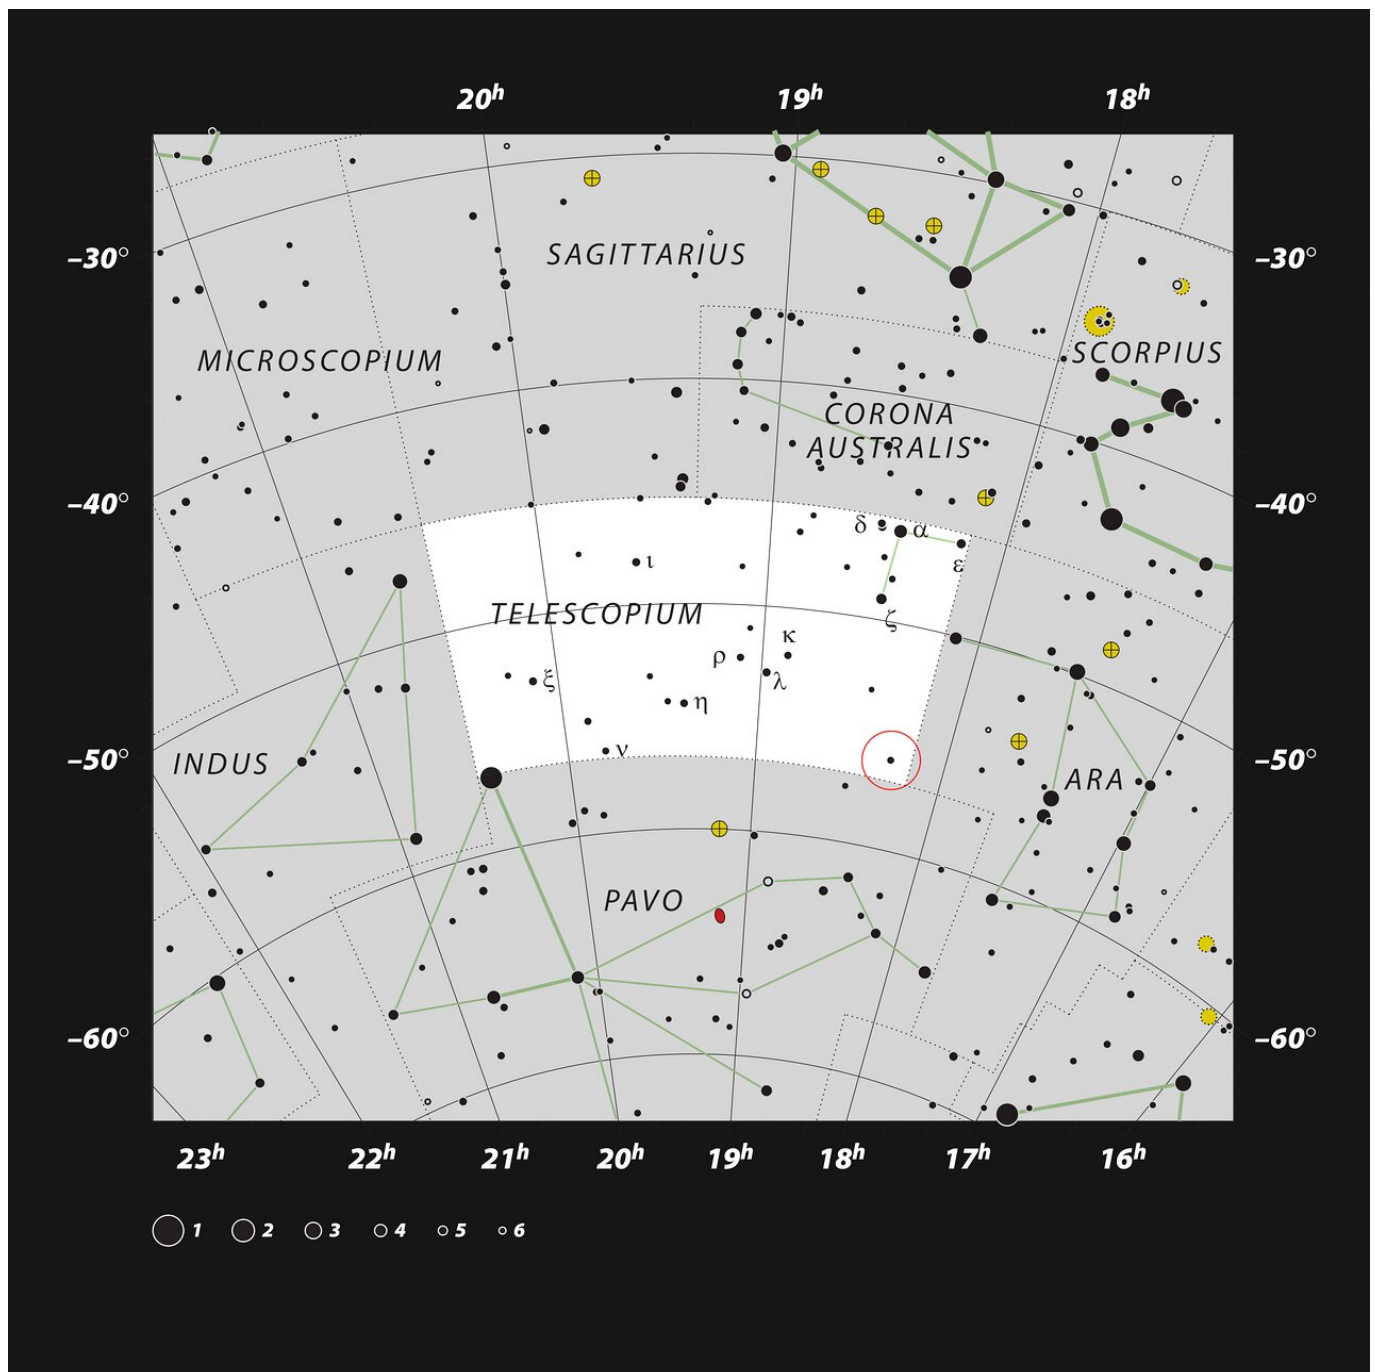 20h 19h 18h
-30° -30°
SAGITTARIUS
MICROSCOPIUM
SCORPIUS
CORONA
AUSTRALIS
-40° -40°
δ α
ε
ι
TELESCOPIUM
ζ
κ
ρ
λ
ξ
η
ν
-50° -50°
INDUS
ARA
PAVO
-60° -60°
23h 22h 21h 20h 19h 18h 17h 16h
1 2 3 4 5 6